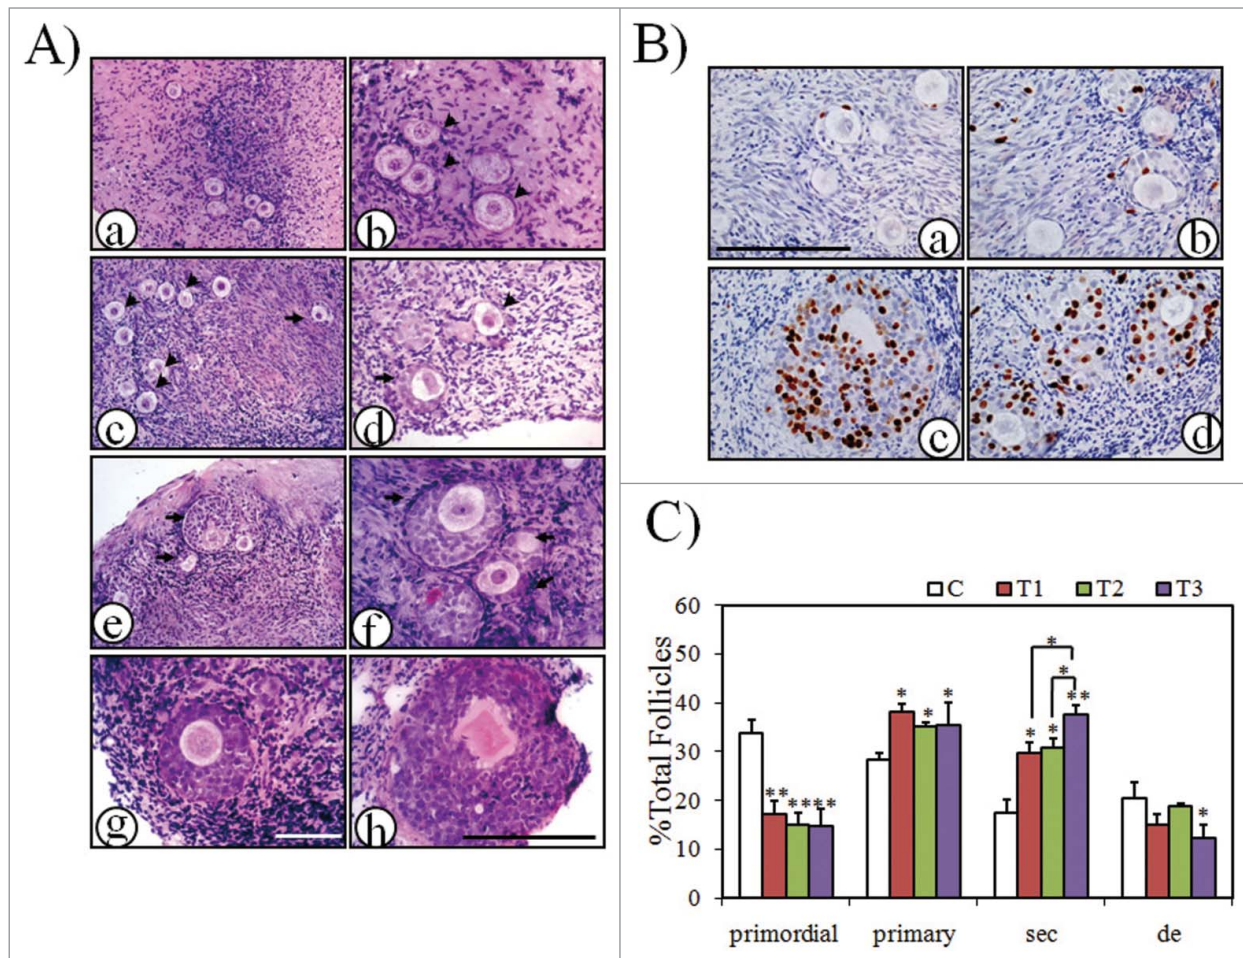 A)
a
b
c
d
e
f
g
h
B)
a
b
c
d
C)
C T1 T2 T3
%Total Follicles
60
50
40
30
20
10
0
*
*
** ** **
* * *
* * **
*
primordial primary sec de